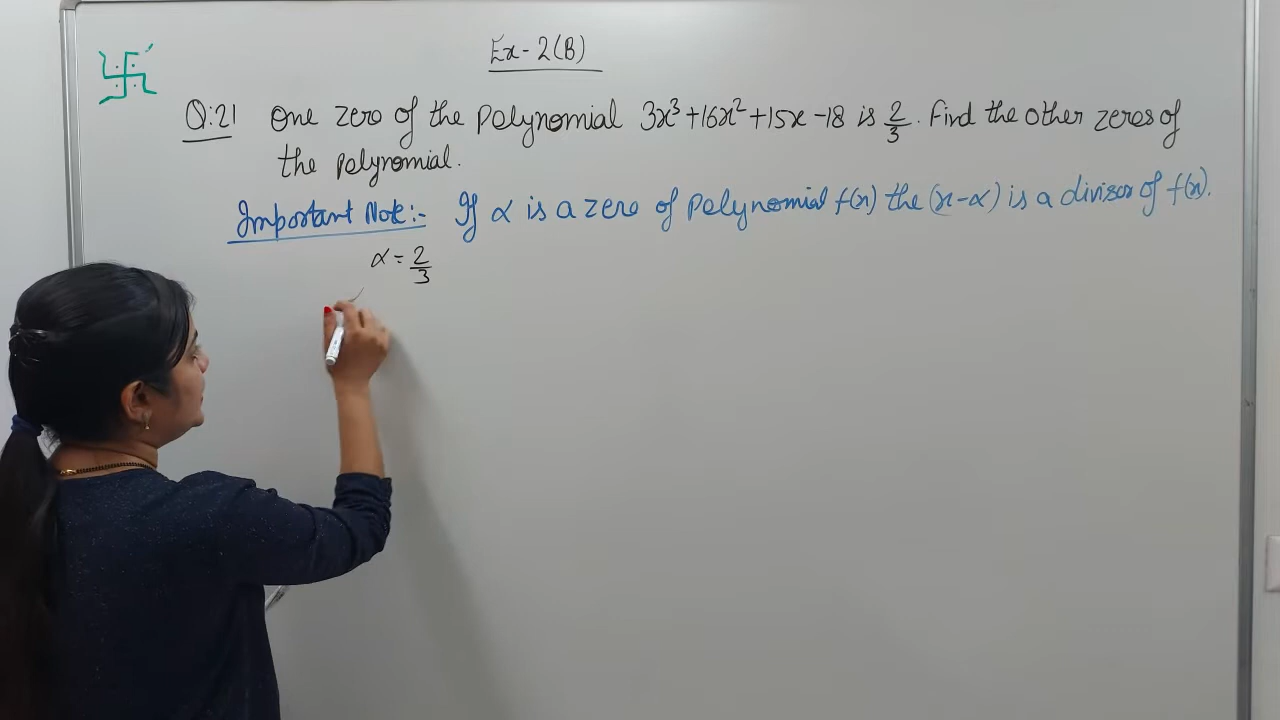 Ex-2(B)
Q:21 One zero of the polynomial 3x³+16x²+15x-18 is 2/3. Find the other zeros of
the polynomial.
Important Note:- If α is a zero of polynomial f(x) the (x-α) is a divisor of f(x).
α = 2/3